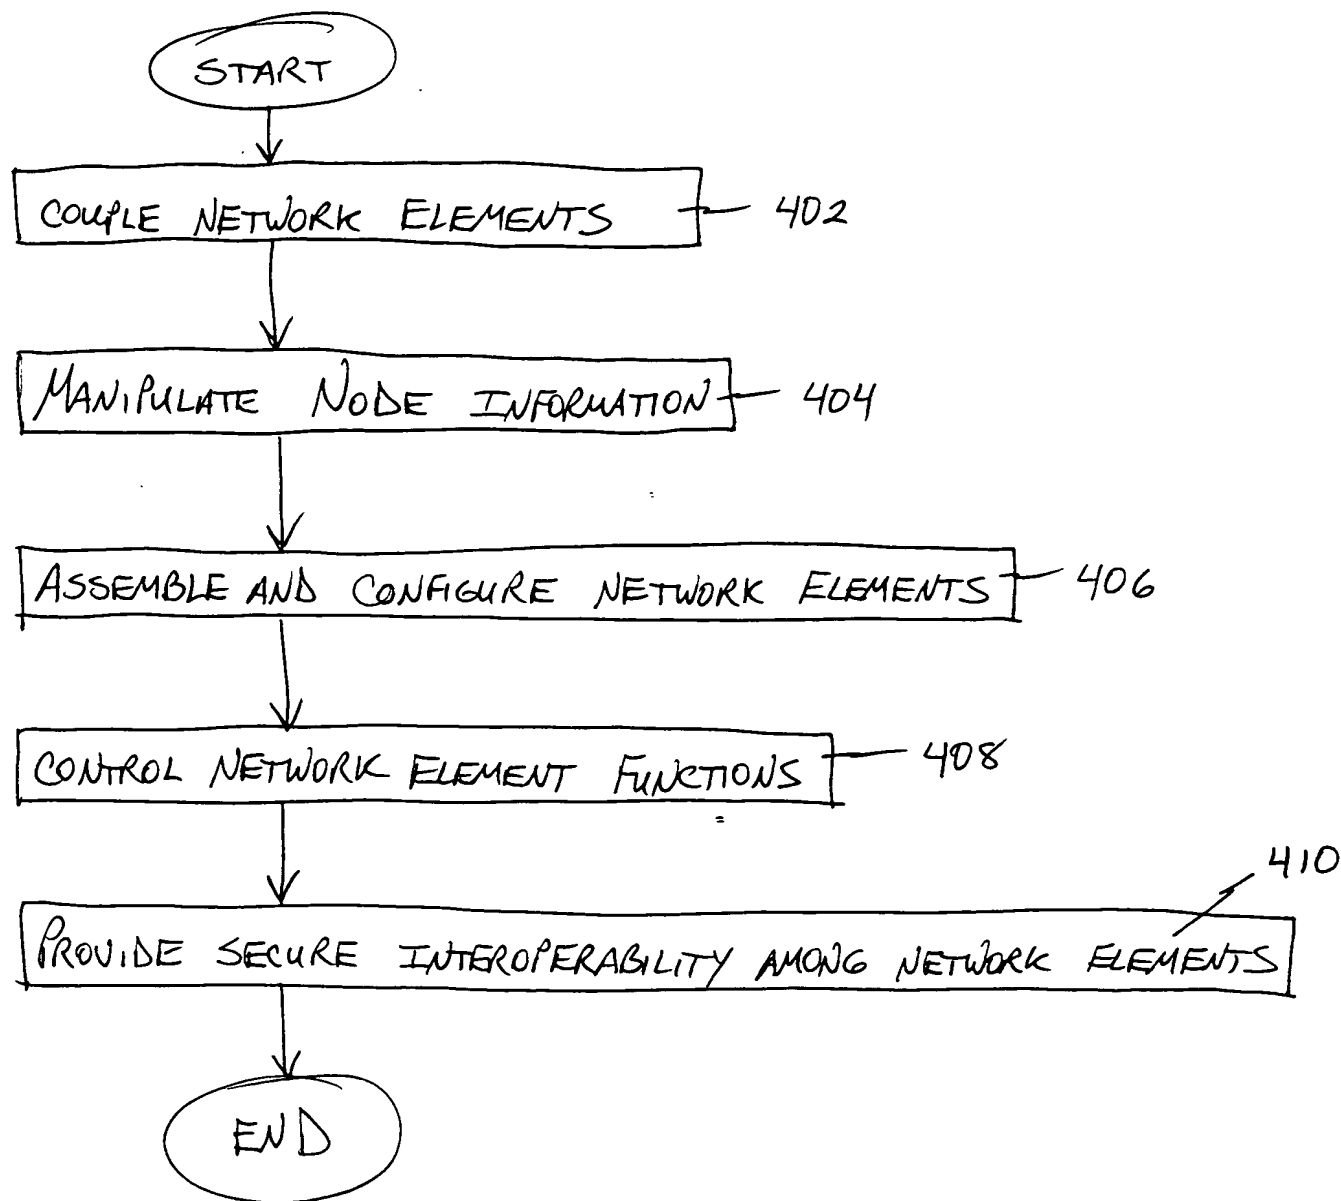 START
COUPLE NETWORK ELEMENTS 402
MANIPULATE NODE INFORMATION 404
ASSEMBLE AND CONFIGURE NETWORK ELEMENTS 406
CONTROL NETWORK ELEMENT FUNCTIONS 408
410
PROVIDE SECURE INTEROPERABILITY AMONG NETWORK ELEMENTS
END